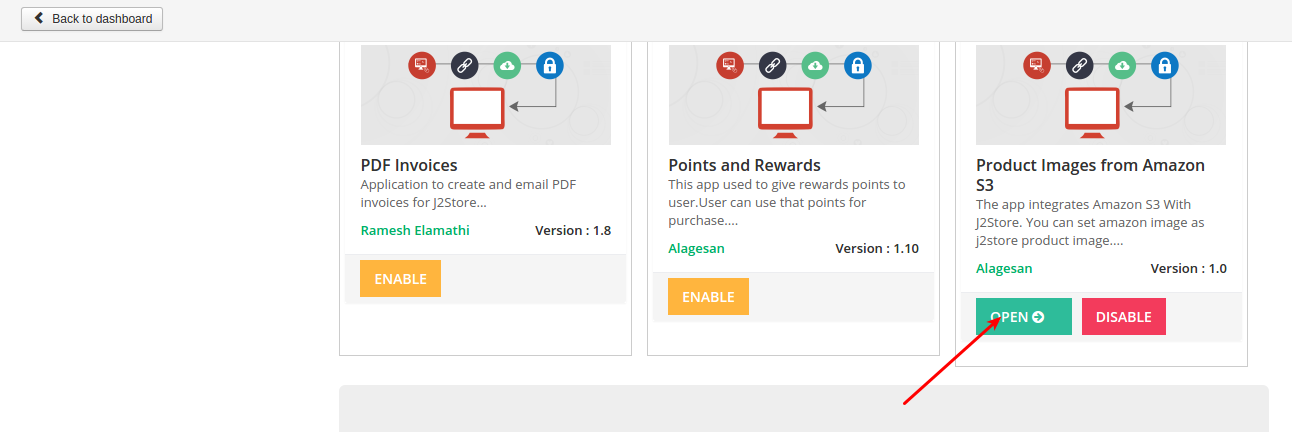 Back to dashboard
PDF Invoices
Application to create and email PDF
invoices for J2Store...
Ramesh Elamathi Version : 1.8
ENABLE
Points and Rewards
This app used to give rewards points to
user.User can use that points for
purchase....
Alagesan Version : 1.10
ENABLE
Product Images from Amazon
S3
The app integrates Amazon S3 With
J2Store. You can set amazon image as
j2store product image....
Alagesan Version : 1.0
OPEN DISABLE